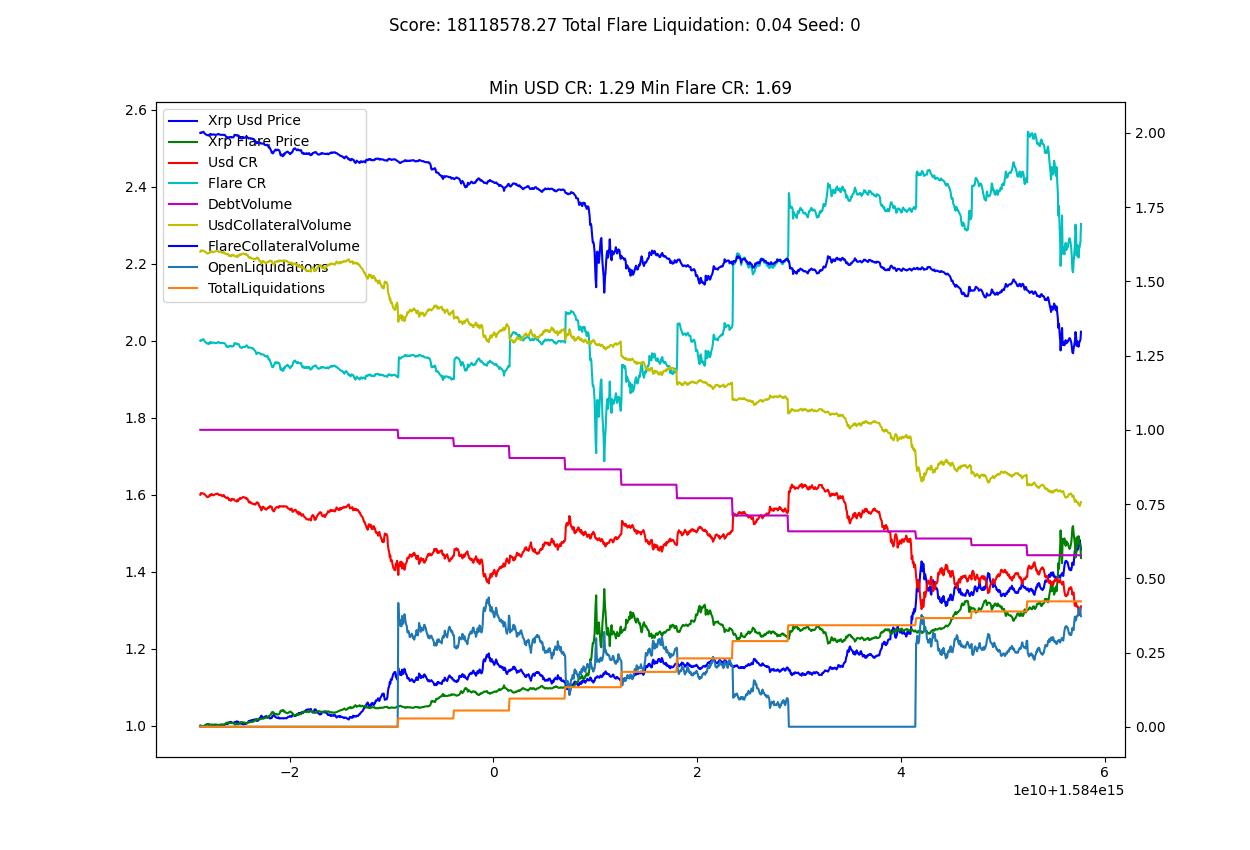 Score: 18118578.27 Total Flare Liquidation: 0.04 Seed: 0
Min USD CR: 1.29 Min Flare CR: 1.69
Xrp Usd Price
Xrp Flare Price
Usd CR
Flare CR
DebtVolume
UsdCollateralVolume
FlareCollateralVolume
OpenLiquidations
TotalLiquidations
2.6
2.4
2.2
2.0
1.8
1.6
1.4
1.2
1.0
2.00
1.75
1.50
1.25
1.00
0.75
0.50
0.25
0.00
−2 0 2 4 6
1e10+1.584e15